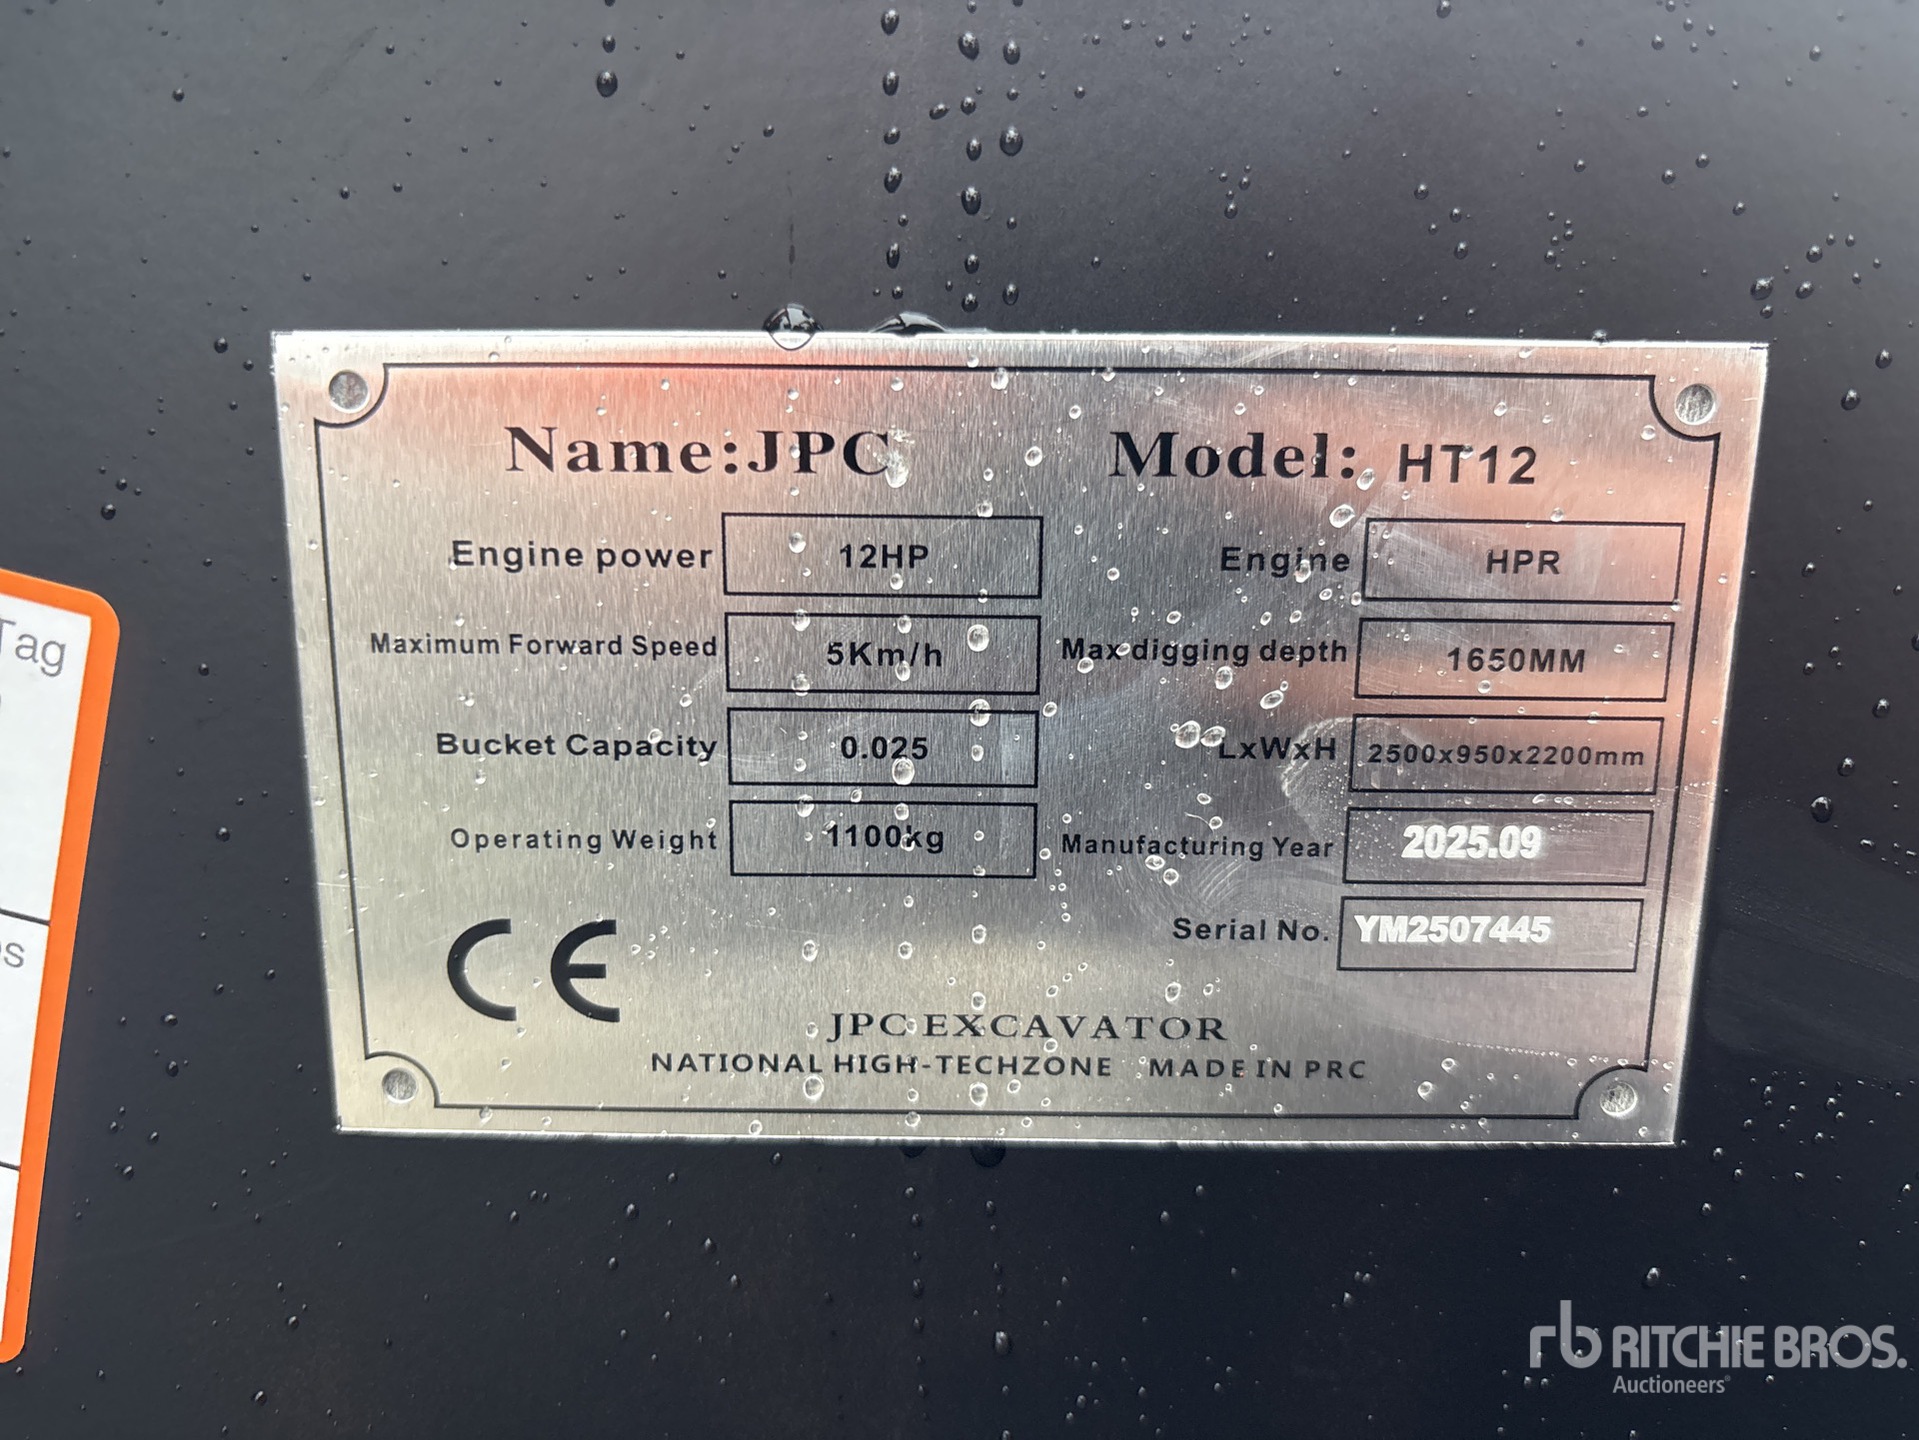 Name:JPC Model: HT12
Engine power 12HP Engine HPR
Maximum Forward Speed 5Km/h Max digging depth 1650MM
Bucket Capacity 0.025 LxWxH 2500x950x2200mm
Operating Weight 1100kg Manufacturing Year 2025.09
Serial No. YM2507445
CE
JPC EXCAVATOR
NATIONAL HIGH-TECHZONE MADE IN PRC
Tag
rb RITCHIE BROS.
Auctioneers